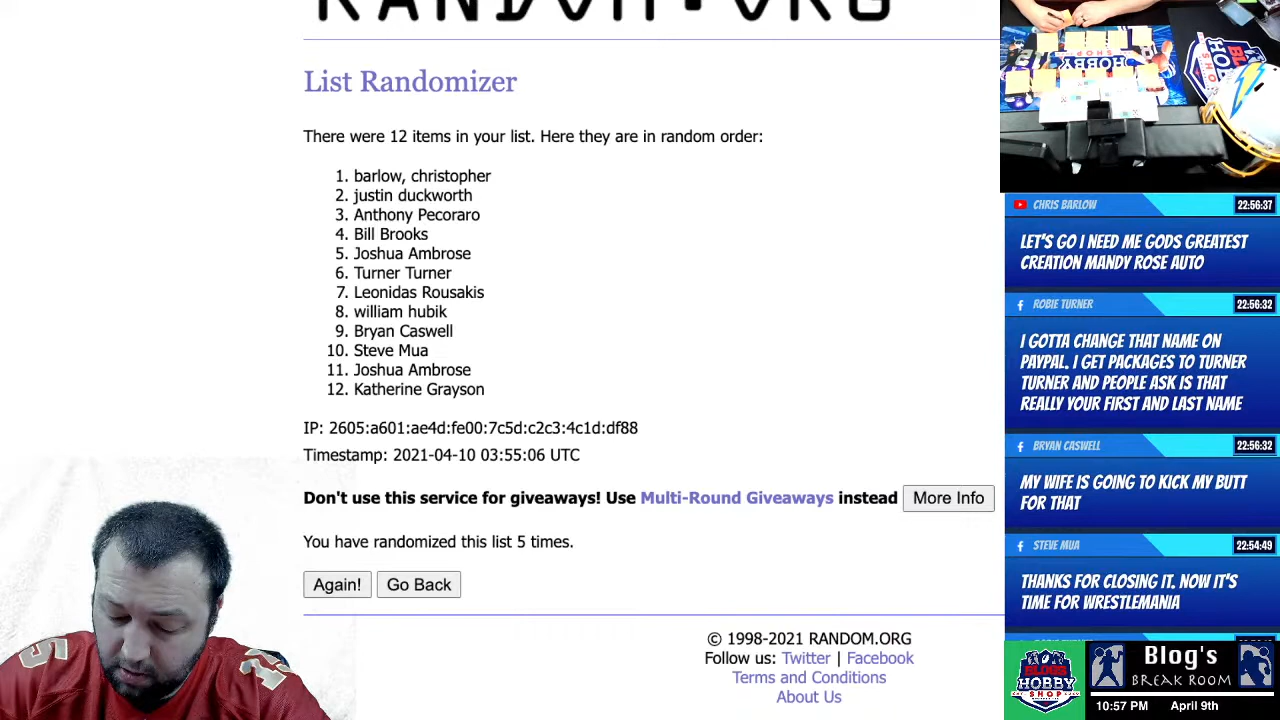 RANDOM.ORG
List Randomizer
There were 12 items in your list. Here they are in random order:
1. barlow, christopher
2. justin duckworth
3. Anthony Pecoraro
4. Bill Brooks
5. Joshua Ambrose
6. Turner Turner
7. Leonidas Rousakis
8. william hubik
9. Bryan Caswell
10. Steve Mua
11. Joshua Ambrose
12. Katherine Grayson
IP: 2605:a601:ae4d:fe00:7c5d:c2c3:4c1d:df88
Timestamp: 2021-04-10 03:55:06 UTC
Don't use this service for giveaways! Use Multi-Round Giveaways instead More Info
You have randomized this list 5 times.
Again! Go Back
© 1998-2021 RANDOM.ORG
Follow us: Twitter | Facebook
Terms and Conditions
About Us
HOBBY
SHOP
CHRIS BARLOW 22:56:37
LET'S GO I NEED ME GODS GREATEST
CREATION MANDY ROSE AUTO
ROBIE TURNER 22:56:32
I GOTTA CHANGE THAT NAME ON
PAYPAL. I GET PACKAGES TO TURNER
TURNER AND PEOPLE ASK IS THAT
REALLY YOUR FIRST AND LAST NAME
BRYAN CASWELL 22:56:32
MY WIFE IS GOING TO KICK MY BUTT
FOR THAT
STEVE MUA 22:54:49
THANKS FOR CLOSING IT. NOW IT'S
TIME FOR WRESTLEMANIA
BLOGS
HOBBY
SHOP
Blog's
BREAK ROOM
10:57 PM April 9th
15